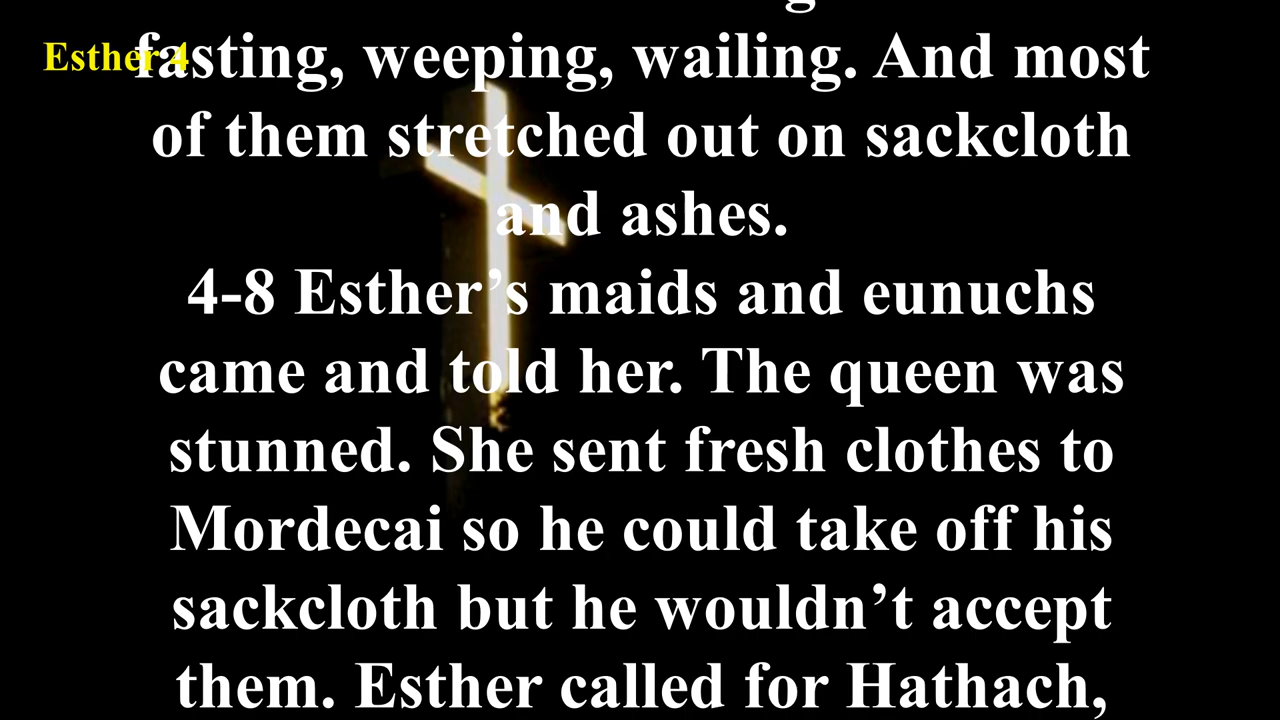 Esther 4
fasting, weeping, wailing. And most
of them stretched out on sackcloth
and ashes.
4-8 Esther’s maids and eunuchs
came and told her. The queen was
stunned. She sent fresh clothes to
Mordecai so he could take off his
sackcloth but he wouldn’t accept
them. Esther called for Hathach,